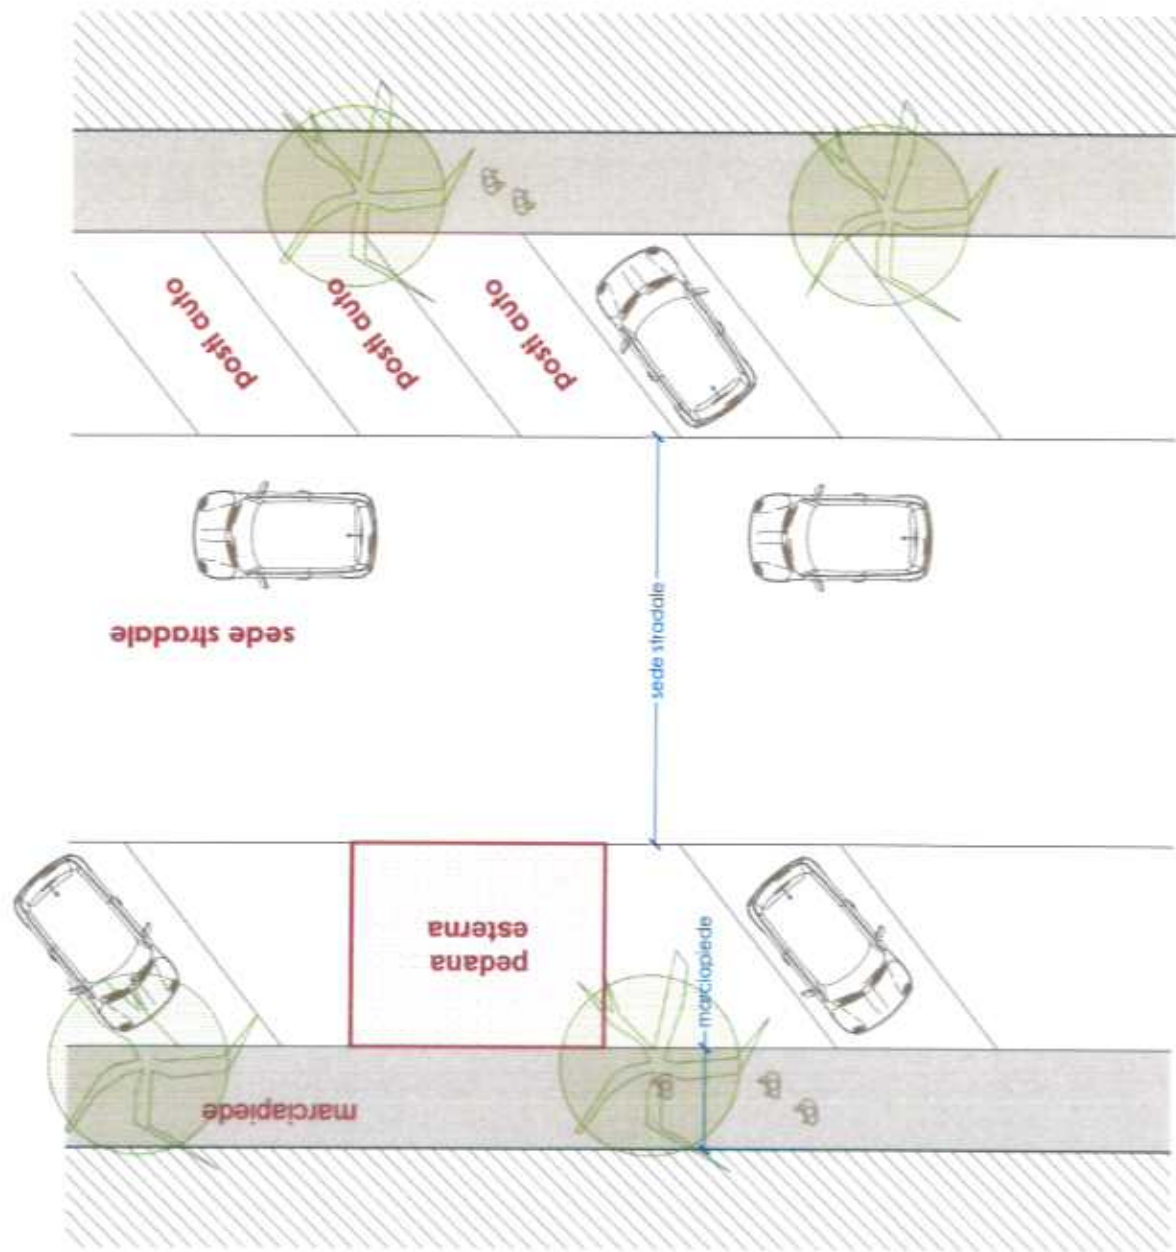 marciapiede
marciapiede
pedana
esterna
sede stradale
sede stradale
posti auto
posti auto
posti auto